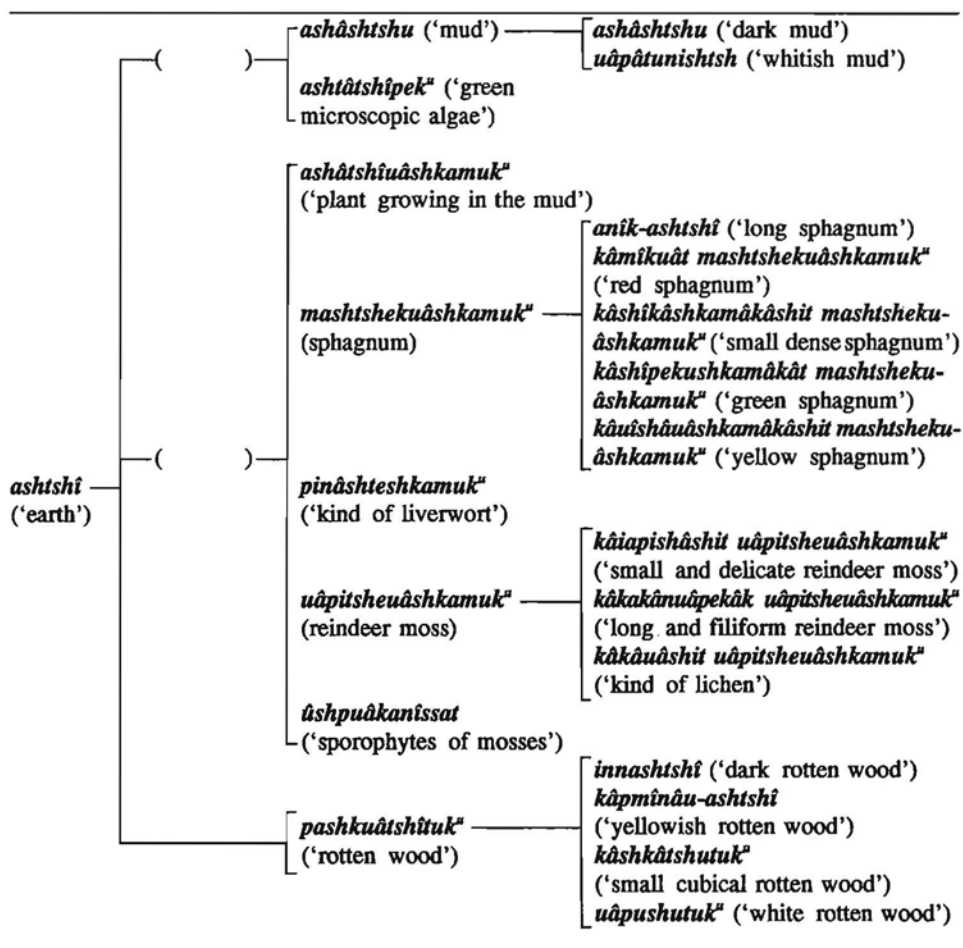 ashâshtshu (‘mud’)
ashtâtshîpekᵘ (‘green
microscopic algae’)
ashâshtshu (‘dark mud’)
uâpâtunishtsh (‘whitish mud’)
( )
ashâtshîuâshkamukᵘ
(‘plant growing in the mud’)
mashtshekuâshkamukᵘ
(sphagnum)
anîk-ashtshî (‘long sphagnum’)
kâmîkuât mashtshekuâshkamukᵘ
(‘red sphagnum’)
kâshîkâshkamâkâshit mashtsheku-
âshkamukᵘ (‘small dense sphagnum’)
kâshîpekushkamâkât mashtsheku-
âshkamukᵘ (‘green sphagnum’)
kâuîshâuâshkamâkâshit mashtsheku-
âshkamukᵘ (‘yellow sphagnum’)
( )
ashtshî
(‘earth’)
pinâshteshkamukᵘ
(‘kind of liverwort’)
uâpitsheuâshkamukᵘ
(reindeer moss)
kâiapishâshit uâpitsheuâshkamukᵘ
(‘small and delicate reindeer moss’)
kâkakânuâpekâk uâpitsheuâshkamukᵘ
(‘long and filiform reindeer moss’)
kâkâuâshit uâpitsheuâshkamukᵘ
(‘kind of lichen’)
ûshpuâkanîssat
(‘sporophytes of mosses’)
pashkuâtshîtukᵘ
(‘rotten wood’)
innashtshî (‘dark rotten wood’)
kâpmînâu-ashtshî
(‘yellowish rotten wood’)
kâshkâtshutukᵘ
(‘small cubical rotten wood’)
uâpushutukᵘ (‘white rotten wood’)